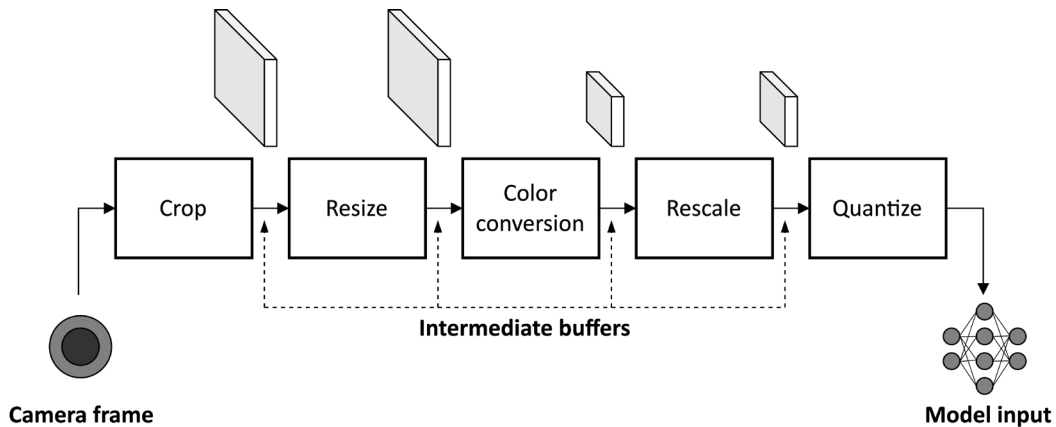 Crop
Resize
Color
conversion
Rescale
Quantize
Intermediate buffers
Camera frame
Model input